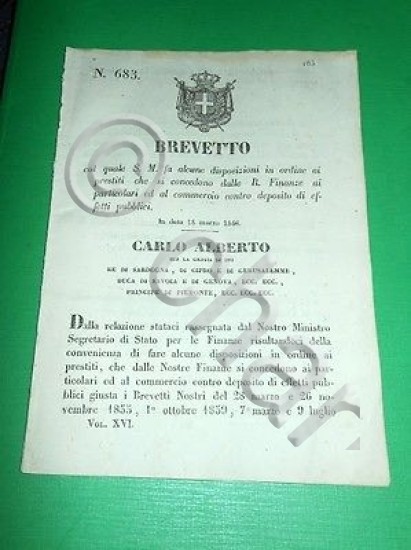 183
N. 683.
BREVETTO
col quale S. M. fa alcune disposizioni in ordine ai
prestiti che si concedono dalle R. Finanze ai
particolari ed al commercio contro deposito di ef-
fetti pubblici.
In data 18 marzo 1846.
CARLO ALBERTO
PER LA GRAZIA DI DIO
RE DI SARDEGNA, DI CIPRO E DI GERUSALEMME,
DUCA DI SAVOIA E DI GENOVA, ECC. ECC.,
PRINCIPE DI PIEMONTE, ECC. ECC. ECC.
Dalla relazione stataci rassegnata dal Nostro Ministro
Segretario di Stato per le Finanze risultandoci della
convenienza di fare alcune disposizioni in ordine ai
prestiti, che dalle Nostre Finanze si concedono ai par-
ticolari ed al commercio contro deposito di effetti pub-
blici giusta i Brevetti Nostri del 28 marzo e 26 no-
vembre 1835, 1º ottobre 1839, 7 marzo e 9 luglio
VOL. XVI.